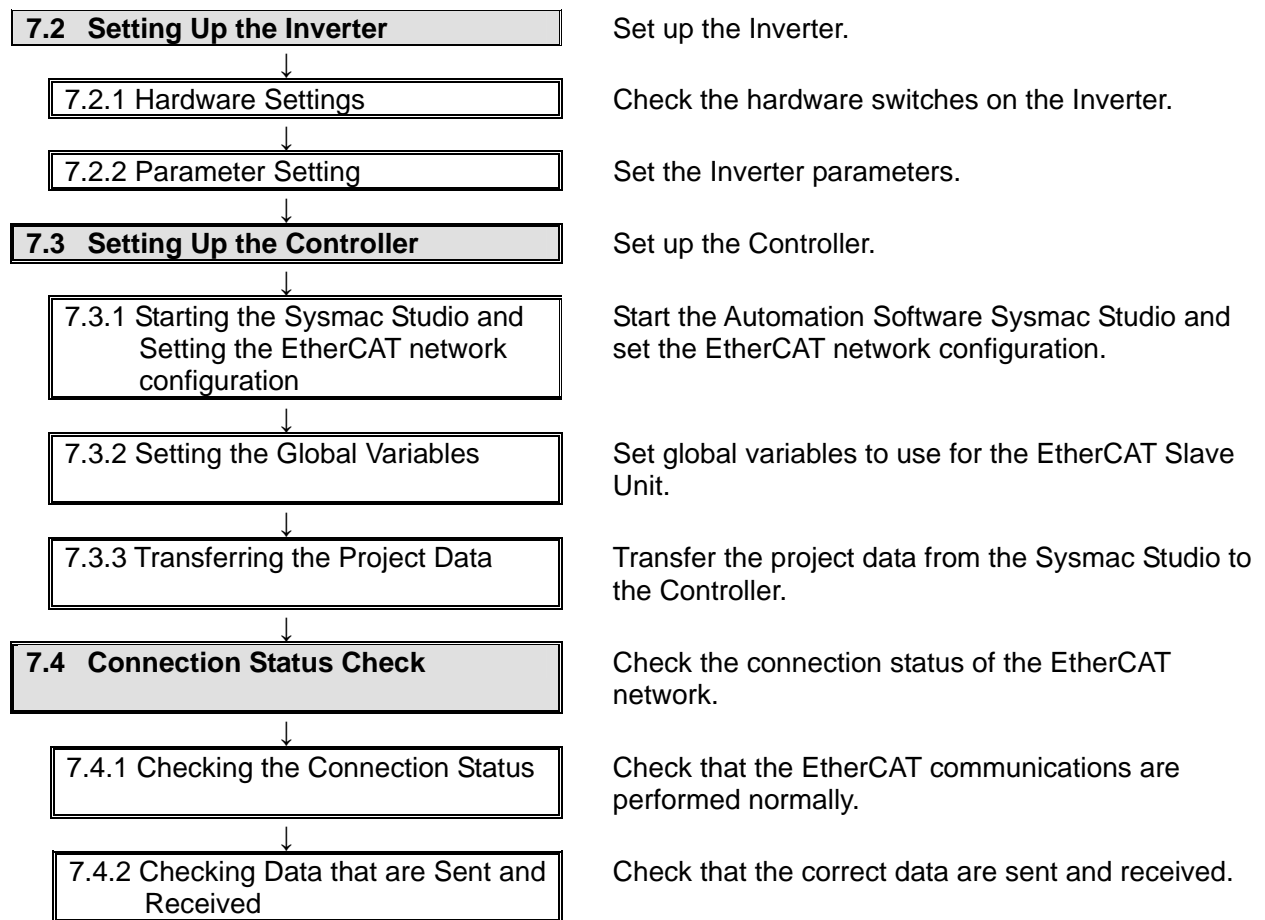 7.2 Setting Up the Inverter
Set up the Inverter.
↓
7.2.1 Hardware Settings
Check the hardware switches on the Inverter.
↓
7.2.2 Parameter Setting
Set the Inverter parameters.
↓
7.3 Setting Up the Controller
Set up the Controller.
↓
7.3.1 Starting the Sysmac Studio and
Setting the EtherCAT network
configuration
Start the Automation Software Sysmac Studio and
set the EtherCAT network configuration.
↓
7.3.2 Setting the Global Variables
Set global variables to use for the EtherCAT Slave
Unit.
↓
7.3.3 Transferring the Project Data
Transfer the project data from the Sysmac Studio to
the Controller.
↓
7.4 Connection Status Check
Check the connection status of the EtherCAT
network.
↓
7.4.1 Checking the Connection Status
Check that the EtherCAT communications are
performed normally.
↓
7.4.2 Checking Data that are Sent and
Received
Check that the correct data are sent and received.